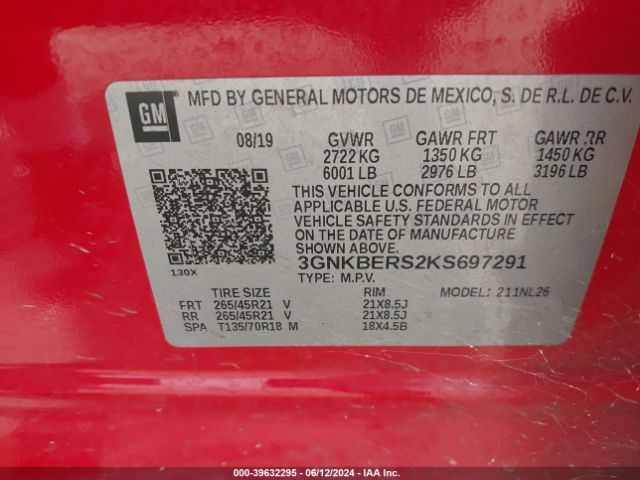 GM MFD BY GENERAL MOTORS DE MEXICO, S. DE R.L. DE C.V.
08/19 GVWR GAWR FRT GAWR RR
2722 KG 1350 KG 1450 KG
6001 LB 2976 LB 3196 LB
THIS VEHICLE CONFORMS TO ALL
APPLICABLE U.S. FEDERAL MOTOR
VEHICLE SAFETY STANDARDS IN EFFECT
ON THE DATE OF MANUFACTURE
SHOWN ABOVE.
3GNKBERS2KS697291
130X TYPE: M.P.V.
TIRE SIZE RIM MODEL: 211NL26
FRT 265/45R21 V 21X8.5J
RR 265/45R21 V 21X8.5J
SPA T135/70R18 M 18X4.5B
000-39632295 - 06/12/2024 - IAA Inc.